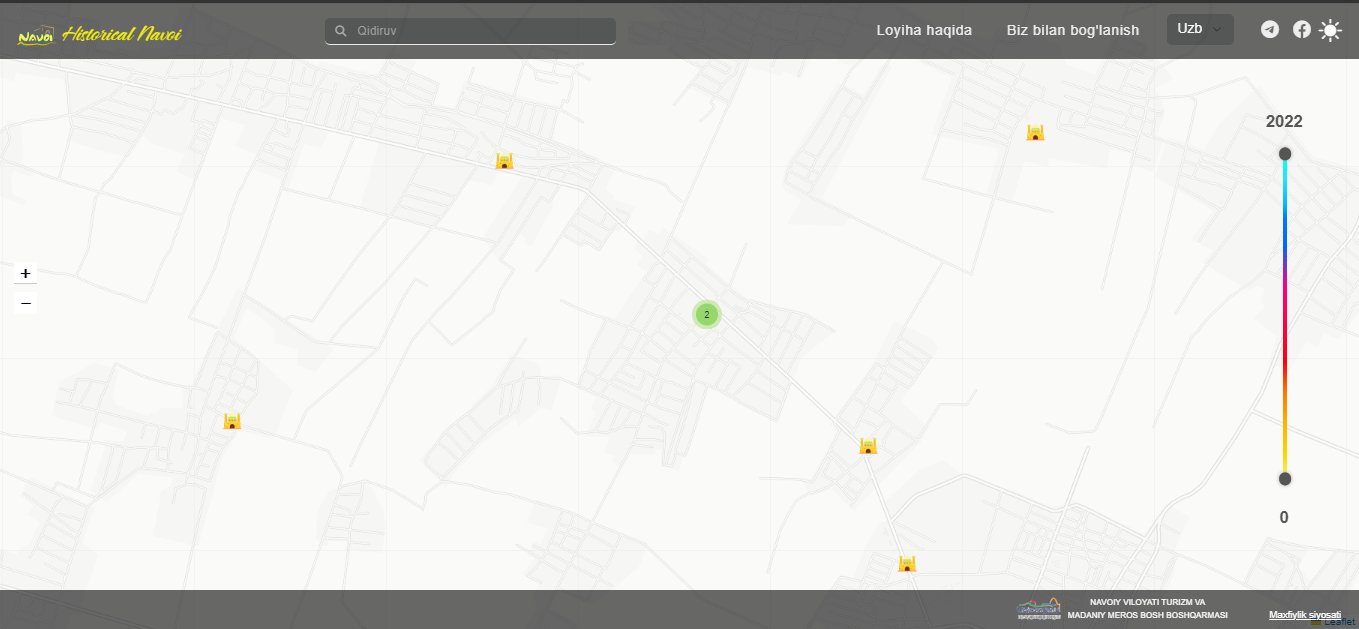 Navoi Historical Navoi
Qidiruv
Loyiha haqida
Biz bilan bog'lanish
Uzb
2022
+
−
2
0
NAVOIY VILOYATI TURIZM VA
MADANIY MEROS BOSH BOSHQARMASI
Maxfiylik siyosati
Leaflet